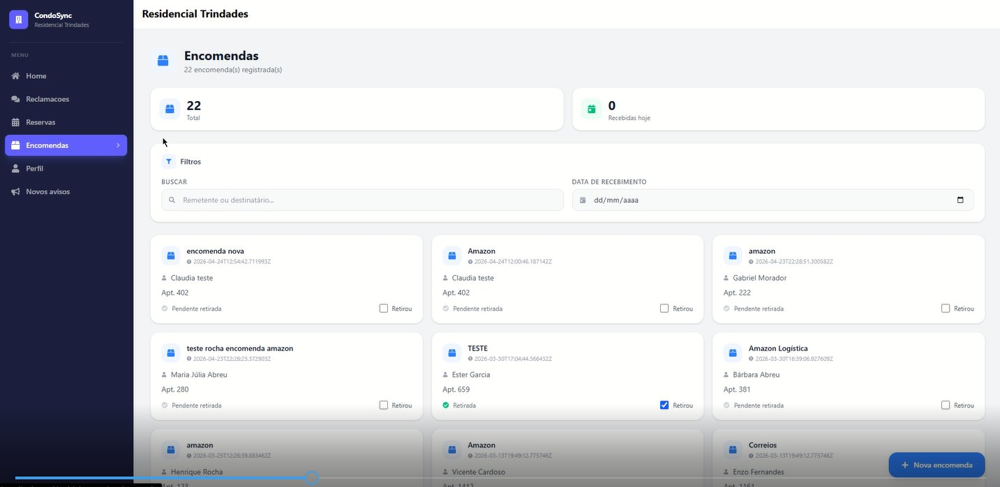 CondoSync
Residencial Trindades
MENU
Home
Reclamacoes
Reservas
Encomendas
Perfil
Novos avisos
Residencial Trindades
Encomendas
22 encomenda(s) registrada(s)
22
Total
0
Recebidas hoje
Filtros
BUSCAR
Remetente ou destinatário...
DATA DE RECEBIMENTO
dd/mm/aaaa
encomenda nova
2026-04-24T12:54:42.711993Z
Claudia teste
Apt. 402
Pendente retirada
Retirou
Amazon
2026-04-24T12:00:46.187142Z
Claudia teste
Apt. 402
Pendente retirada
Retirou
amazon
2026-04-23T22:28:51.300582Z
Gabriel Morador
Apt. 222
Pendente retirada
Retirou
teste rocha encomenda amazon
2026-04-23T22:28:23.372903Z
Maria Júlia Abreu
Apt. 280
Pendente retirada
Retirou
TESTE
2026-03-30T17:04:44.566432Z
Ester Garcia
Apt. 659
Retirada
Retirou
Amazon Logística
2026-03-30T16:39:06.927609Z
Bárbara Abreu
Apt. 381
Pendente retirada
Retirou
amazon
2026-03-25T12:26:39.883462Z
Henrique Rocha
Apt. 123
Amazon
2026-03-13T19:49:12.775746Z
Vicente Cardoso
Apt. 1412
Correios
2026-03-13T19:49:12.775746Z
Enzo Fernandes
Apt. 1161
Nova encomenda